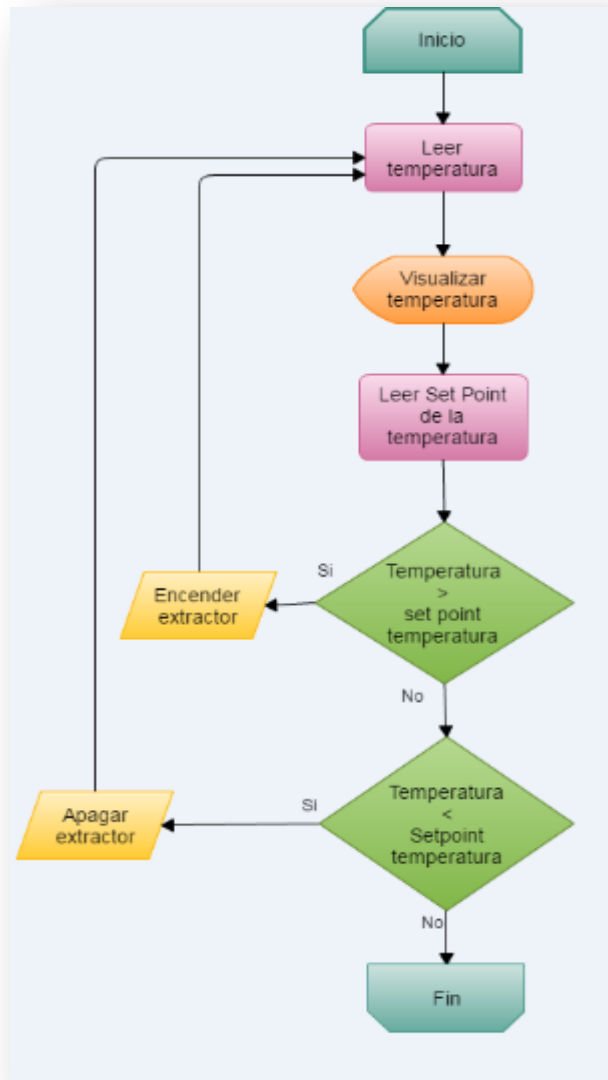 Inicio
Leer
temperatura
Visualizar
temperatura
Leer Set Point
de la
temperatura
Temperatura
>
set point
temperatura
Si
Encender
extractor
No
Temperatura
<
Setpoint
temperatura
Si
Apagar
extractor
No
Fin